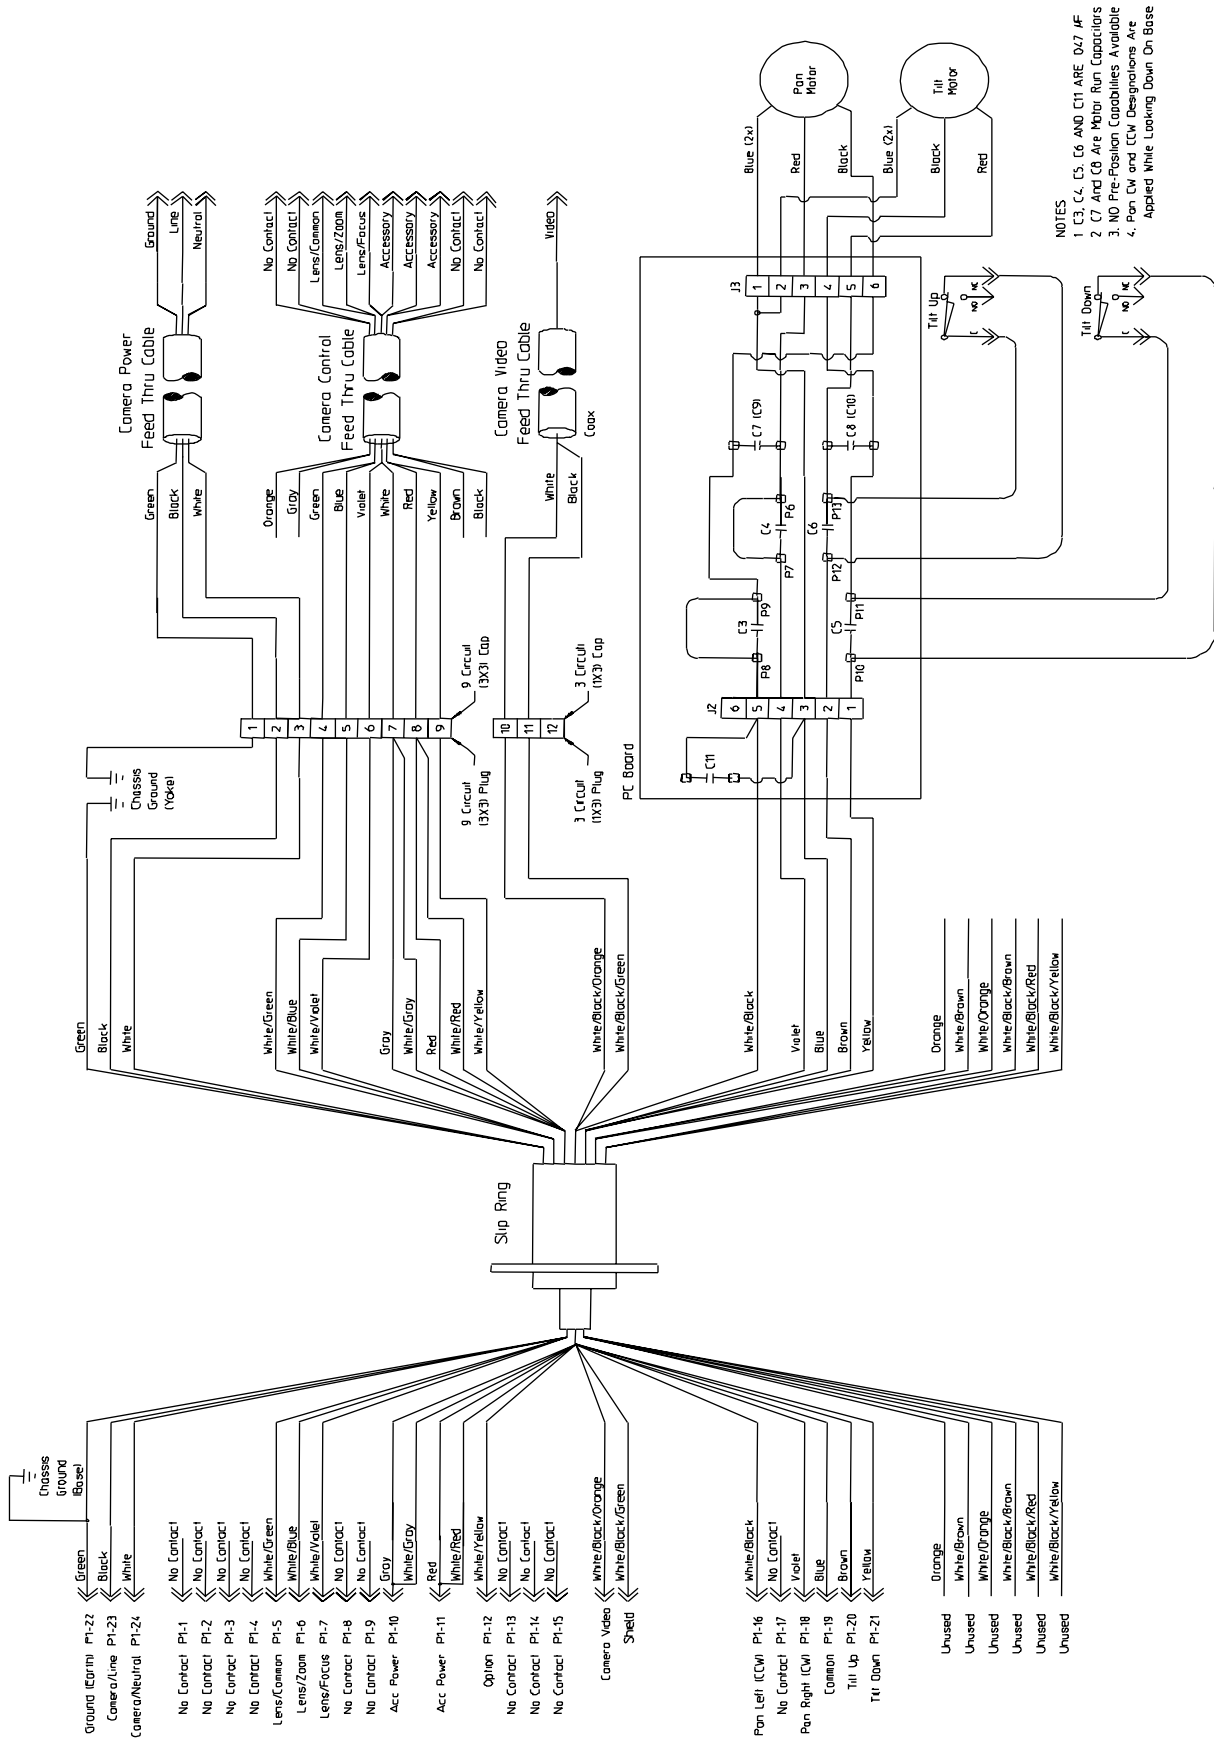 Ground (Earth) P1-22
Camera/Line P1-23
Camera/Neutral P1-24
No Contact P1-1
No Contact P1-2
No Contact P1-3
No Contact P1-4
Lens/Common P1-5
Lens/Zoom P1-6
Lens/Focus P1-7
No Contact P1-8
No Contact P1-9
Acc Power P1-10
Acc Power P1-11
Option P1-12
No Contact P1-13
No Contact P1-14
No Contact P1-15
Camera Video
Shield
Pan Left (CCW) P1-16
No Contact P1-17
Pan Right (CW) P1-18
Common P1-19
Tilt Up P1-20
Tilt Down P1-21
Unused
Unused
Unused
Unused
Unused
Unused
Chassis
Ground
(Base)
Green
Black
White
No Contact
No Contact
No Contact
No Contact
White/Green
White/Blue
White/Violet
No Contact
No Contact
Gray
White/Gray
Red
White/Red
White/Yellow
No Contact
No Contact
No Contact
White/Black/Orange
White/Black/Green
White/Black
No Contact
Violet
Blue
Brown
Yellow
Orange
White/Brown
White/Orange
White/Black/Brown
White/Black/Red
White/Black/Yellow
Slip Ring
Green
Black
White
White/Green
White/Blue
White/Violet
Gray
White/Gray
Red
White/Red
White/Yellow
White/Black/Orange
White/Black/Green
White/Black
Violet
Blue
Brown
Yellow
Orange
White/Brown
White/Orange
White/Black/Brown
White/Black/Red
White/Black/Yellow
Chassis
Ground
(Yoke)
1
2
3
4
5
6
7
8
9
9 Circuit
(3X3) Plug
9 Circuit
(3X3) Cap
10
11
12
3 Circuit
(1X3) Plug
3 Circuit
(1X3) Cap
Green
Black
White
Orange
Gray
Green
Blue
Violet
White
Red
Yellow
Brown
Black
White
Black
Coax
Camera Power
Feed Thru Cable
Camera Control
Feed Thru Cable
Camera Video
Feed Thru Cable
Ground
Line
Neutral
No Contact
No Contact
Lens/Common
Lens/Zoom
Lens/Focus
Accessory
Accessory
Accessory
No Contact
No Contact
Video
PC Board
C11
J2
6
5
4
3
2
1
P8
C3
P9
P10
C5
P11
P7
C4
P6
P12
C6
P13
C7 (C9)
C8 (C10)
J3
1
2
3
4
5
6
Blue (2x)
Red
Black
Blue (2x)
Black
Red
Pan
Motor
Tilt
Motor
Tilt Up
C
NO
NC
Tilt Down
C
NO
NC
NOTES
1 C3, C4, C5, C6 AND C11 ARE 047 µF
2 C7 And C8 Are Motor Run Capacitors
3. NO Pre-Position Capabilities Available
4. Pan CW and CCW Designations Are
Applied While Looking Down On Base